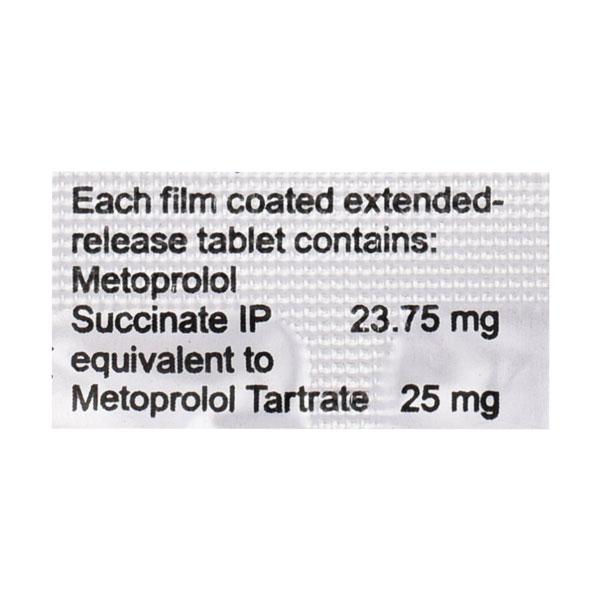 Each film coated extended-
release tablet contains:
Metoprolol
Succinate IP 23.75 mg
equivalent to
Metoprolol Tartrate 25 mg